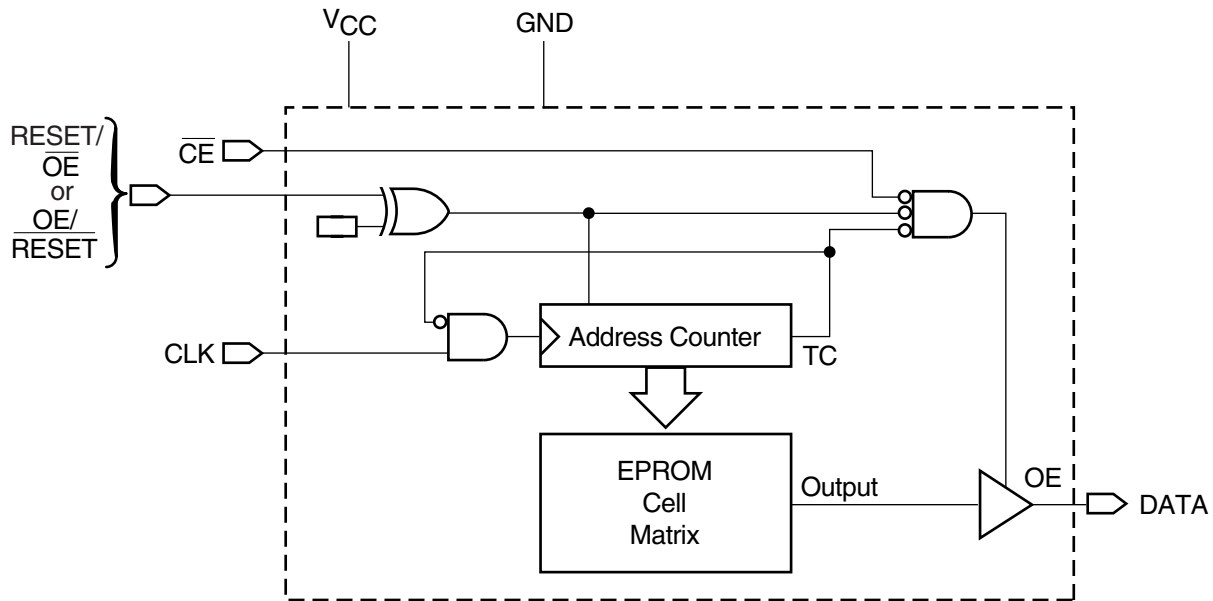 VCC
GND
RESET/
OE
or
OE/
RESET
CE
CLK
Address Counter
TC
EPROM
Cell
Matrix
Output
OE
DATA